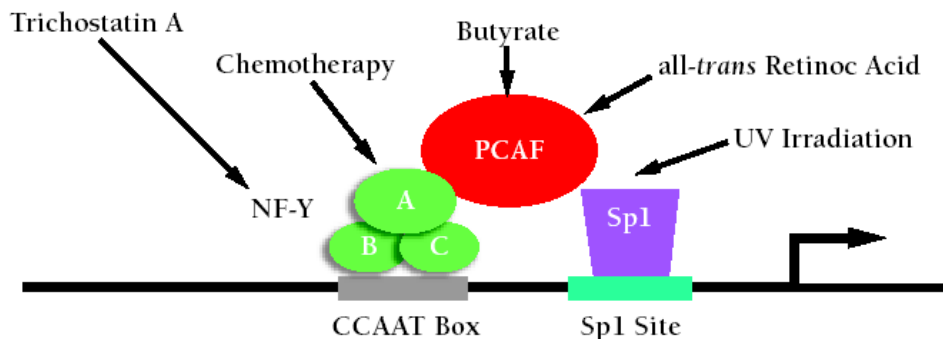 Trichostatin A
Butyrate
Chemotherapy
all-trans Retinoc Acid
PCAF
UV Irradiation
NF-Y
A
Sp1
B
C
CCAAT Box
Sp1 Site